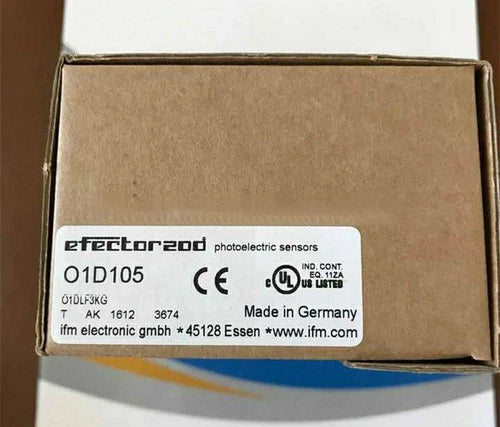 efector200 photoelectric sensors
O1D105
O1DLF3KG
T AK 1612 3674
CE
C UL US LISTED
IND. CONT.
EQ. 11ZA
Made in Germany
ifm electronic gmbh * 45128 Essen * www.ifm.com